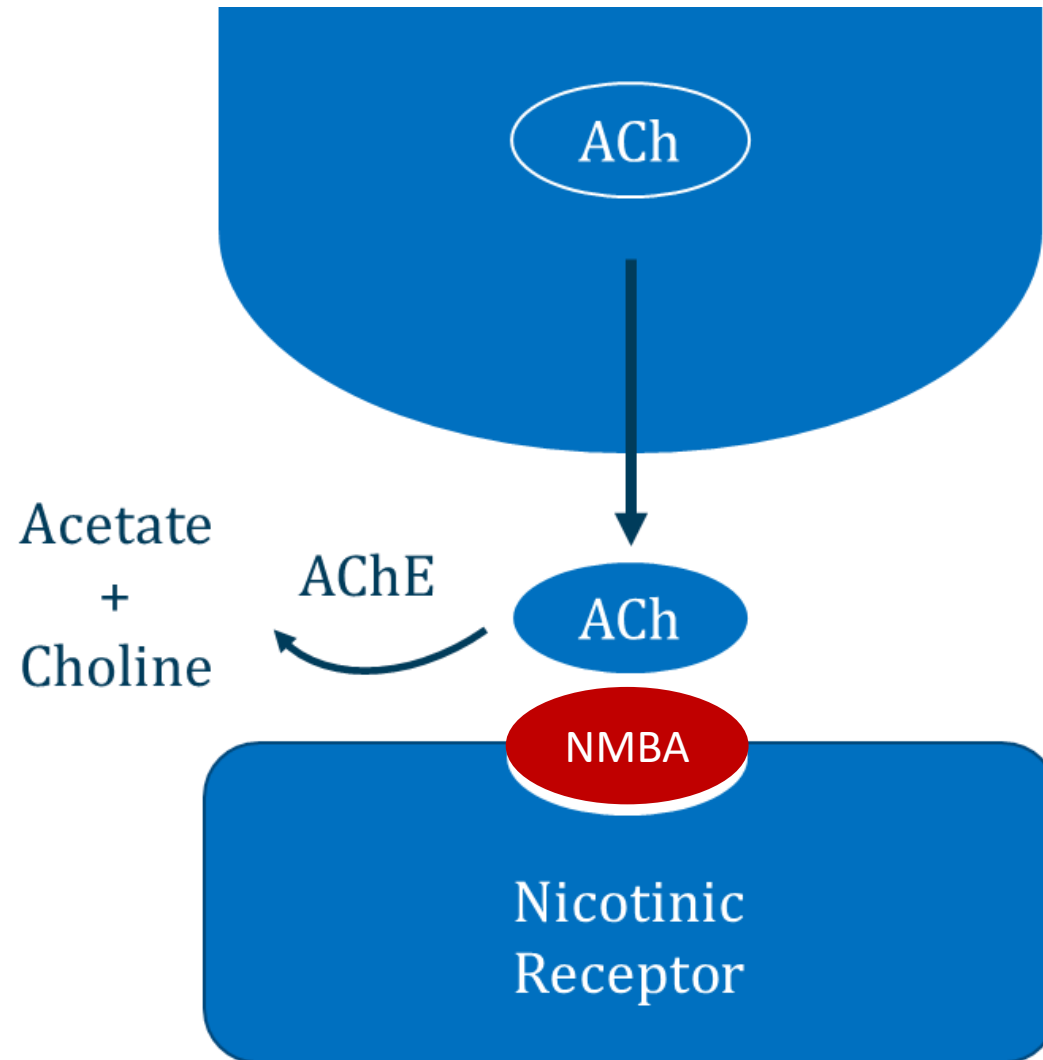 ACh
Acetate
+
Choline
AChE
ACh
NMBA
Nicotinic
Receptor